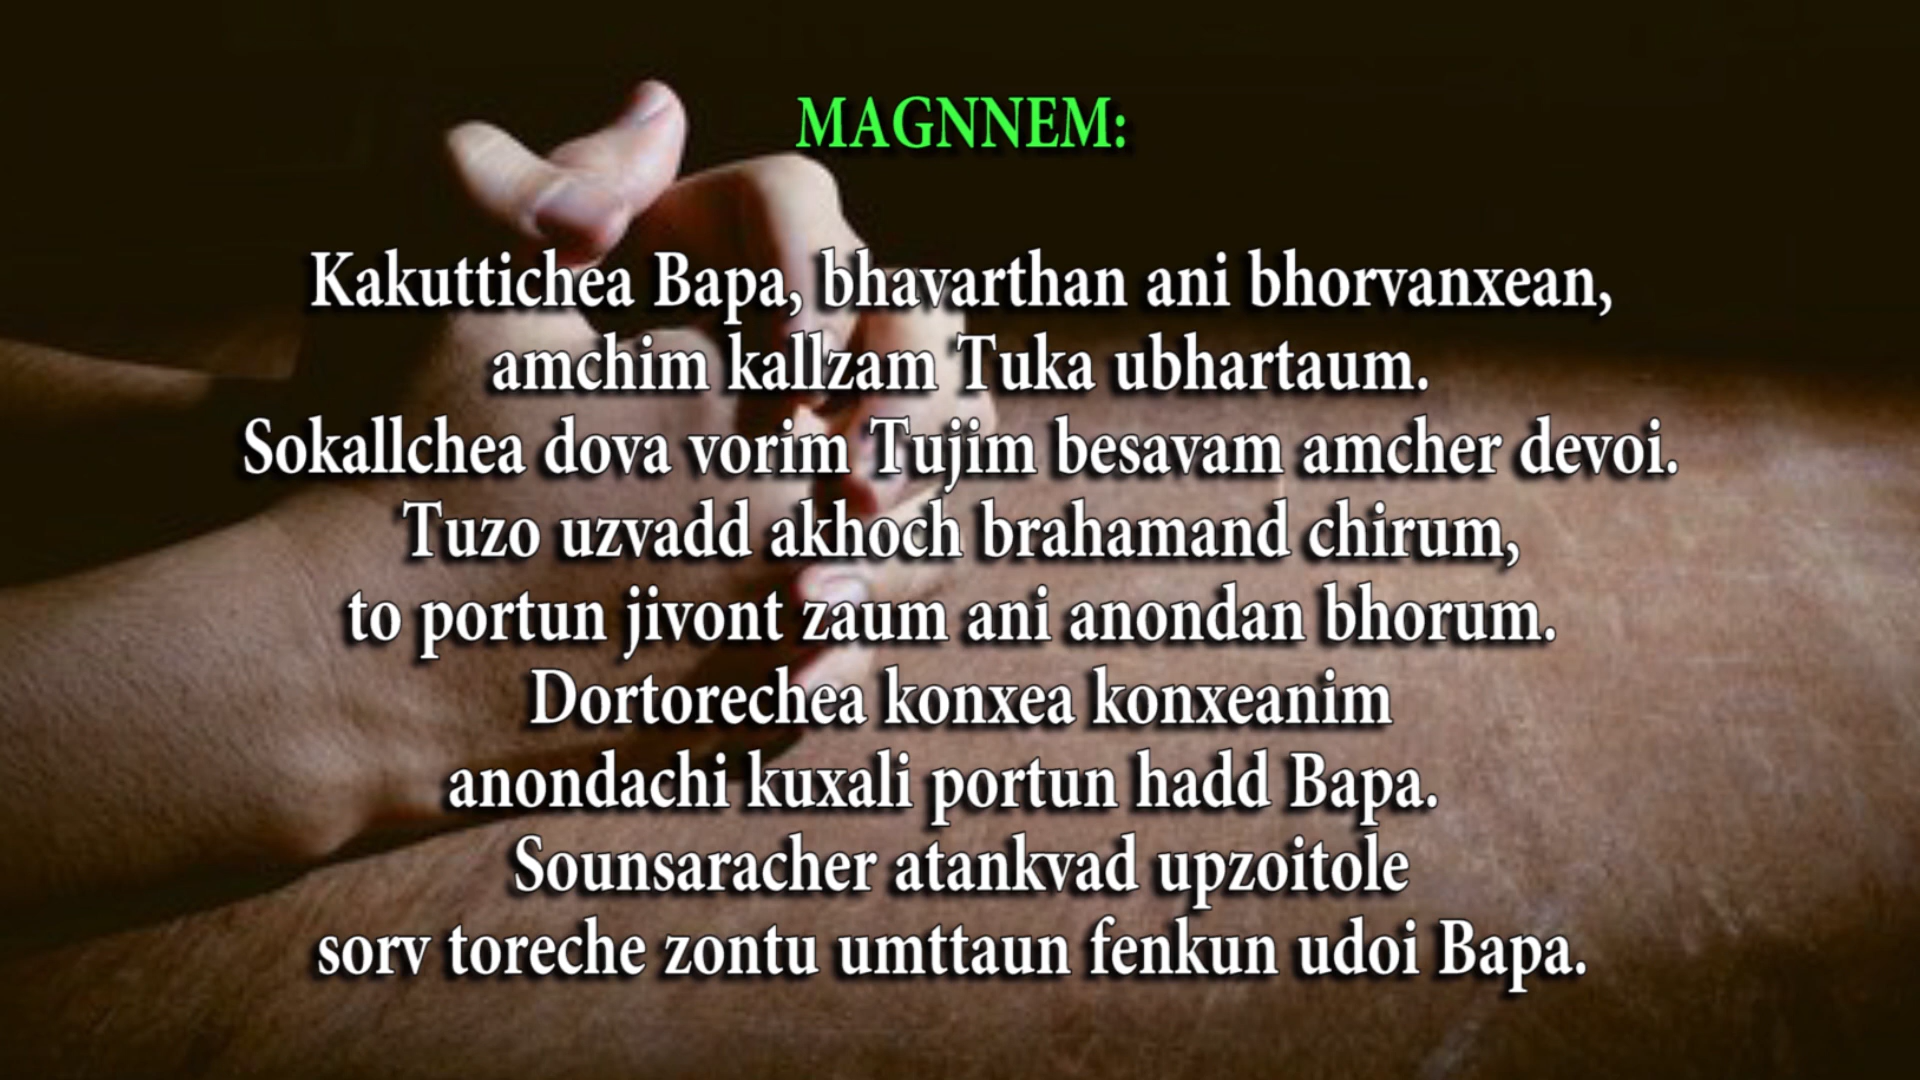 MAGNNEM:
Kakuttichea Bapa, bhavarthan ani bhorvanxean,
amchim kallzam Tuka ubhartaum.
Sokallchea dova vorim Tujim besavam amcher devoi.
Tuzo uzvadd akhoch brahamand chirum,
to portun jivont zaum ani anondan bhorum.
Dortorechea konxea konxeanim
anondachi kuxali portun hadd Bapa.
Sounsaracher atankvad upzoitole
sorv toreche zontu umttaun fenkun udoi Bapa.